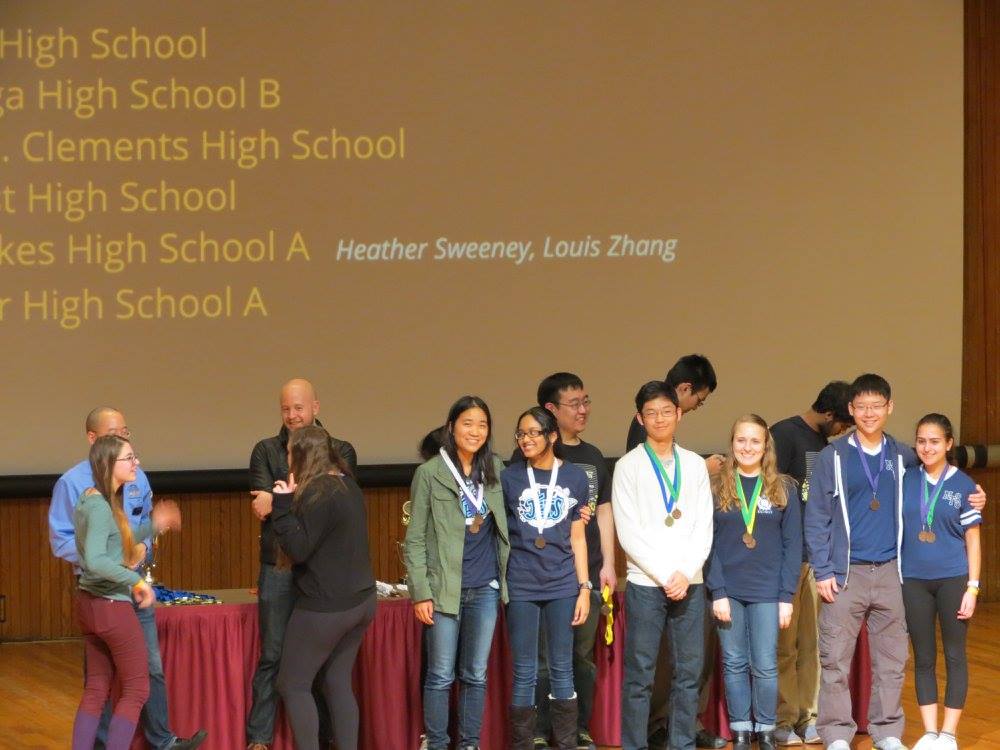 High School
ga High School B
. Clements High School
st High School
kes High School A Heather Sweeney, Louis Zhang
r High School A